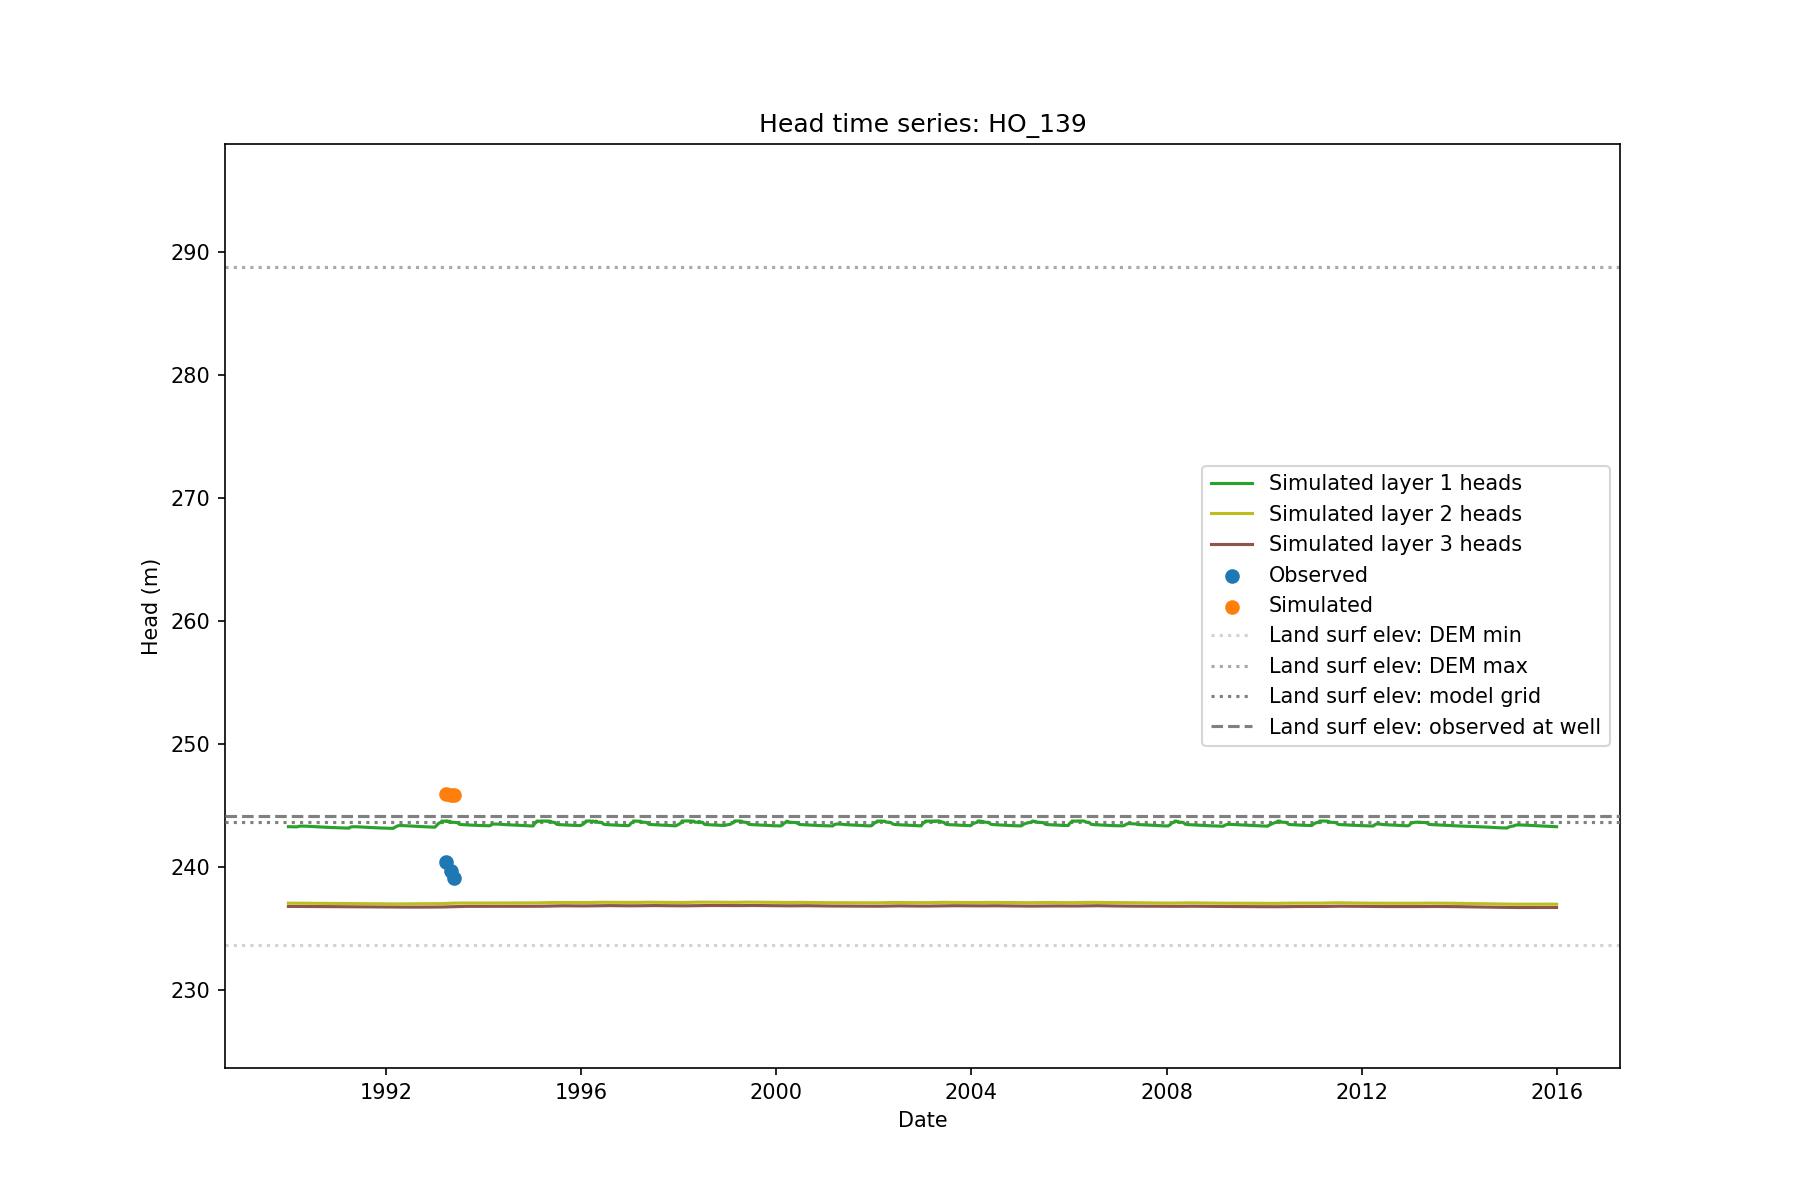 Head time series: HO_139
Head (m)
290
280
270
260
250
240
230
Simulated layer 1 heads
Simulated layer 2 heads
Simulated layer 3 heads
Observed
Simulated
Land surf elev: DEM min
Land surf elev: DEM max
Land surf elev: model grid
Land surf elev: observed at well
1992 1996 2000 2004 2008 2012 2016
Date